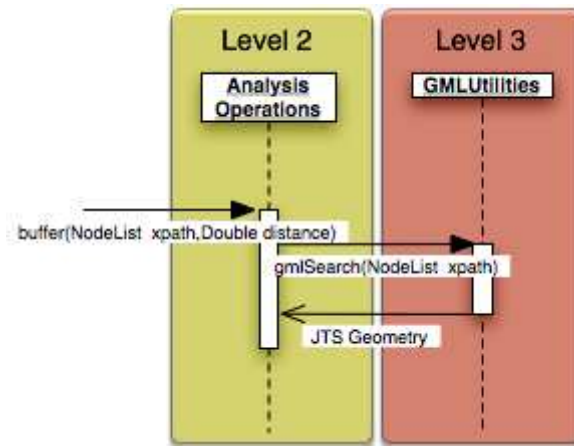 Level 2
Level 3
Analysis
Operations
GMLUtilities
buffer(NodeList xpath,Double distance)
gmlSearch(NodeList xpath)
JTS Geometry